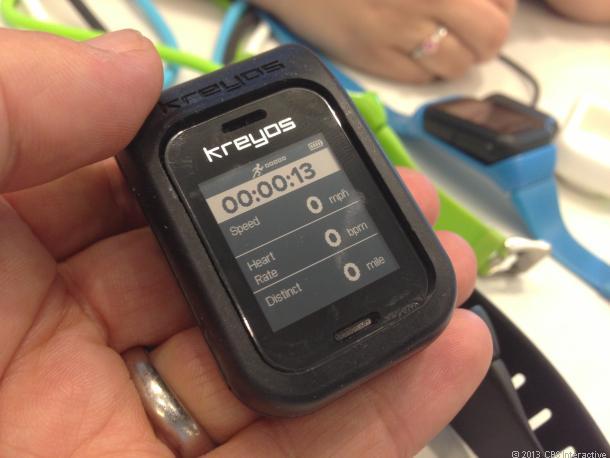 kreyos
kreyos
00:00:13
Speed 0 mph
Heart Rate 0 bpm
Distinct 0 mile
© 2013 CBS Interactive